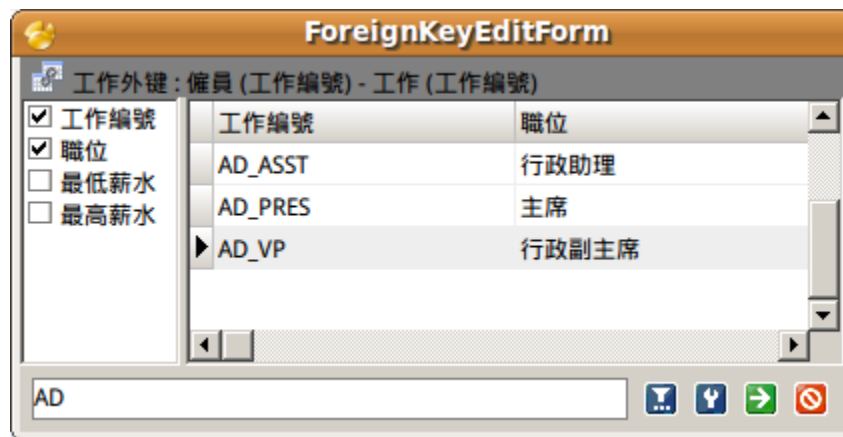 ForeignKeyEditForm
工作外键 : 僱員 (工作編號) - 工作 (工作編號)
工作編號
職位
最低薪水
最高薪水
工作編號 職位
AD_ASST 行政助理
AD_PRES 主席
AD_VP 行政副主席
AD